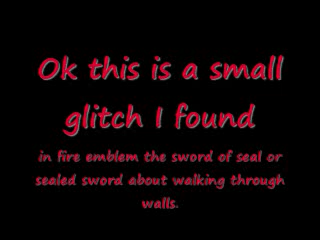 Ok this is a small
glitch I found
in fire emblem the sword of seal or
sealed sword about walking through
walls.